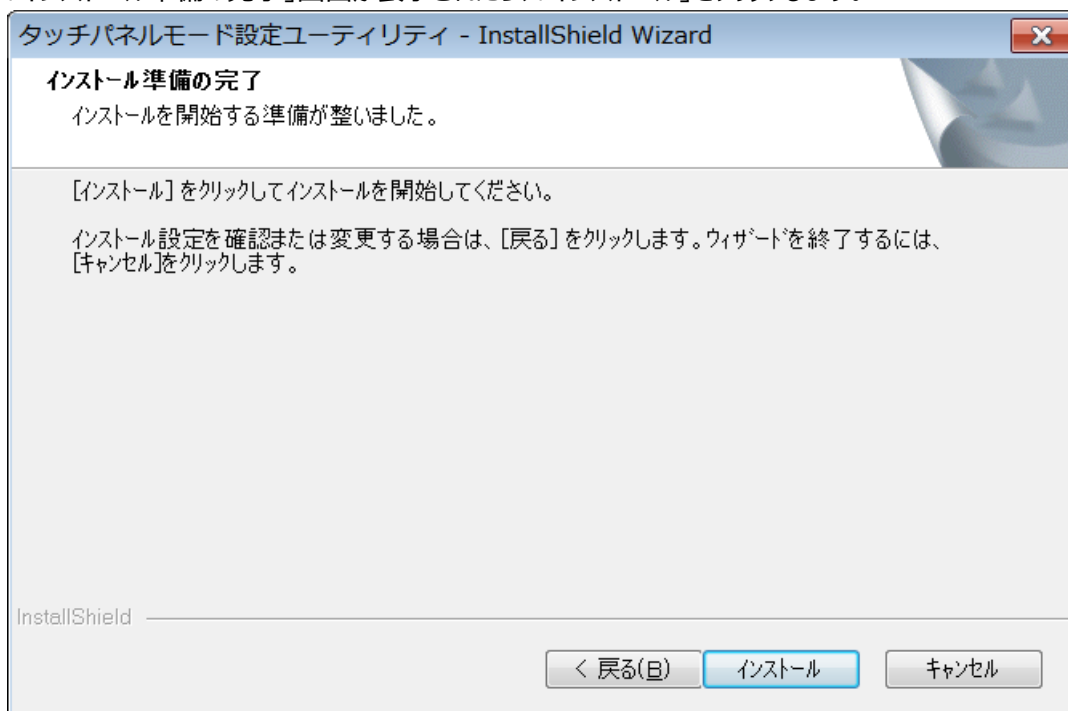 タッチパネルモード設定ユーティリティ - InstallShield Wizard
インストール準備の完了
インストールを開始する準備が整いました。
[インストール] をクリックしてインストールを開始してください。
インストール設定を確認または変更する場合は、[戻る] をクリックします。ウィザードを終了するには、
[キャンセル]をクリックします。
InstallShield
< 戻る(B)
インストール
キャンセル